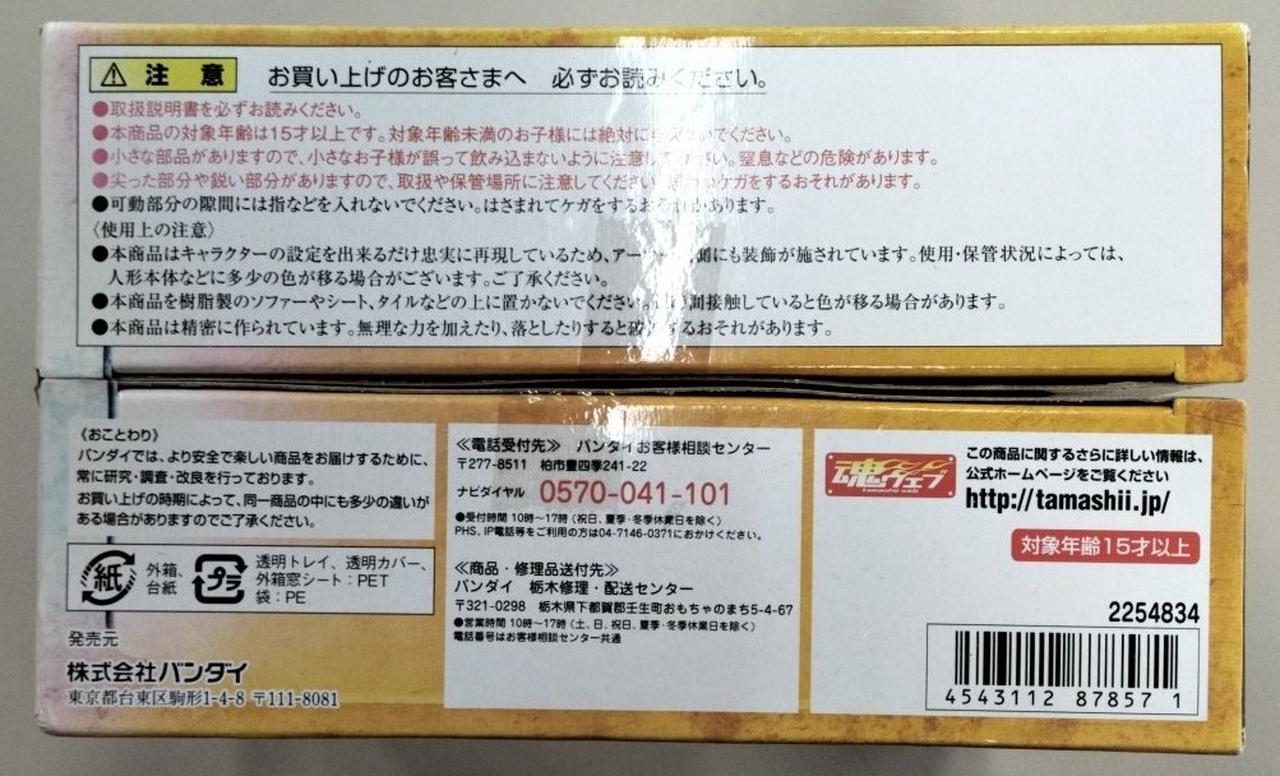 注意 お買い上げのお客さまへ 必ずお読みください。
●取扱説明書を必ずお読みください。
●本商品の対象年齢は15才以上です。対象年齢未満のお子様には絶対に でください。
●小さな部品がありますので、小さなお子様が誤って飲み込まないように注意し い。窒息などの危険があります。
●尖った部分や鋭い部分がありますので、取扱や保管場所に注意してください ケガをするおそれがあります。
●可動部分の隙間には指などを入れないでください。はさまれてケガをするおそれがあります。
〈使用上の注意〉
●本商品はキャラクターの設定を出来るだけ忠実に再現しているため、 側にも装飾が施されています。使用・保管状況によっては、
人形本体などに多少の色が移る場合がございます。ご了承ください。
●本商品を樹脂製のソファーやシート、タイルなどの上に置かないでください。 間接触していると色が移る場合があります。
●本商品は精密に作られています。無理な力を加えたり、落としたりすると破 するおそれがあります。
《おことわり》
バンダイでは、より安全で楽しい商品をお届けするために、
常に研究・調査・改良を行っております。
お買い上げの時期によって、同一商品の中にも多少の違いが
ある場合がありますのでご了承ください。
紙 外箱、台紙
プラ 透明トレイ、透明カバー、
外箱窓シート:PET
袋:PE
発売元
株式会社バンダイ
東京都台東区駒形1-4-8 〒111-8081
≪電話受付先≫ バンダイお客様相談センター
〒277-8511 柏市豊四季241-22
ナビダイヤル 0570-041-101
●受付時間 10時〜17時(祝日、夏季・冬季休業日を除く)
PHS、IP電話等をご利用の方は04-7146-0371におかけください。
≪商品・修理品送付先≫
バンダイ 栃木修理・配送センター
〒321-0298 栃木県下都賀郡壬生町おもちゃのまち5-4-67
●営業時間 10時〜17時(土、日、祝日、夏季・冬季休業日を除く)
電話番号はお客様相談センター共通
魂ウェブ
tamashii web
この商品に関するさらに詳しい情報は、
公式ホームページをご覧ください
http://tamashii.jp/
対象年齢15才以上
2254834
4543112 87857 1